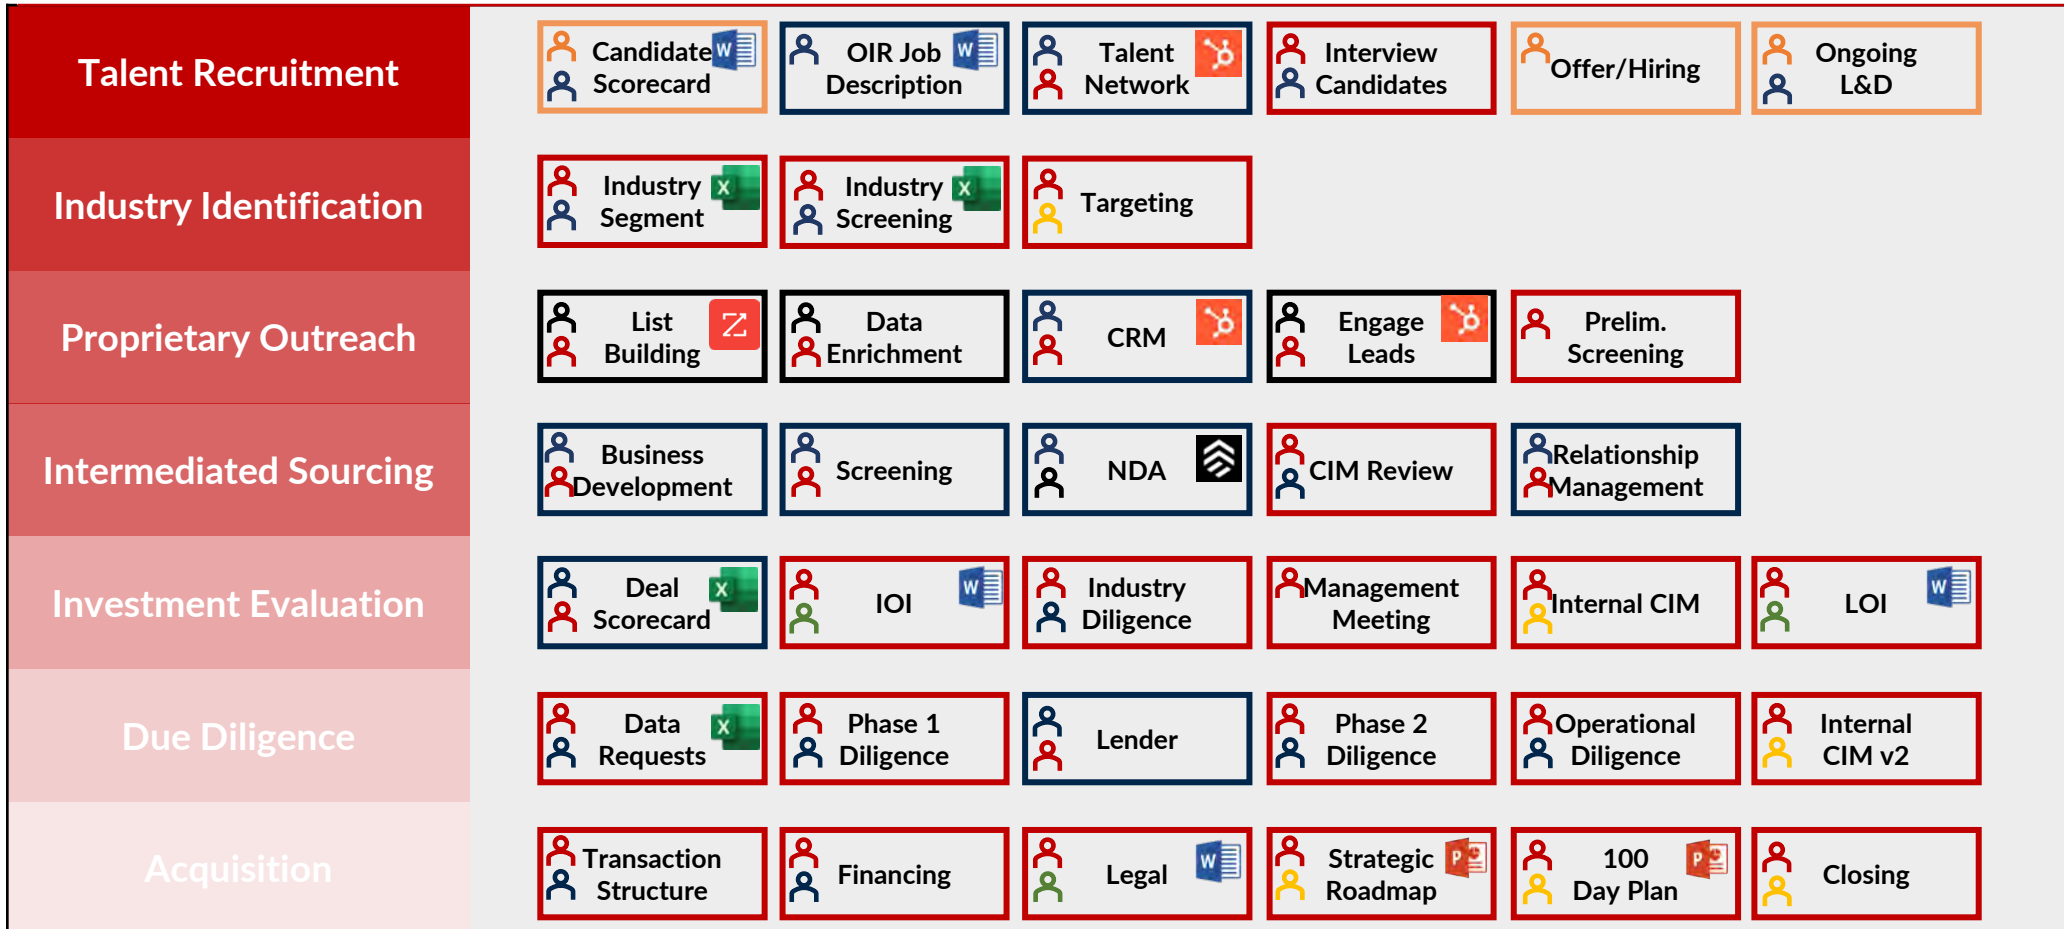 Talent Recruitment
Candidate
Scorecard
W
OIR Job
Description
W
Talent
Network
Interview
Candidates
Offer/Hiring
Ongoing
L&D
Industry Identification
Industry
Segment
X
Industry
Screening
X
Targeting
Proprietary Outreach
List
Building
Z
Data
Enrichment
CRM
Engage
Leads
Prelim.
Screening
Intermediated Sourcing
Business
Development
Screening
NDA
CIM Review
Relationship
Management
Investment Evaluation
Deal
Scorecard
X
IOI
W
Industry
Diligence
Management
Meeting
Internal CIM
LOI
W
Due Diligence
Data
Requests
X
Phase 1
Diligence
Lender
Phase 2
Diligence
Operational
Diligence
Internal
CIM v2
Acquisition
Transaction
Structure
Financing
Legal
W
Strategic
Roadmap
P
100
Day Plan
P
Closing